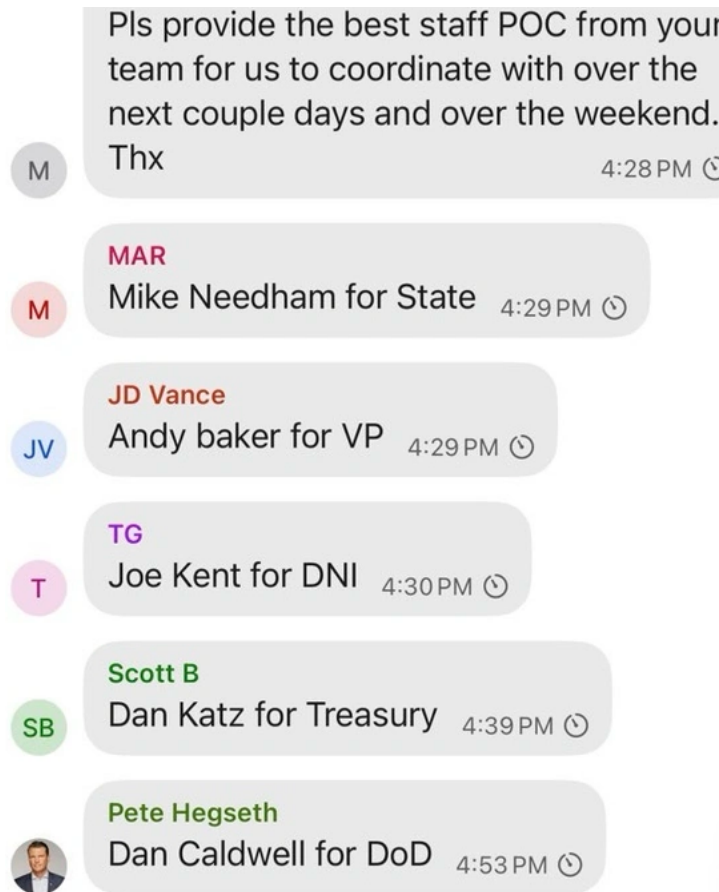 Pls provide the best staff POC from your
team for us to coordinate with over the
next couple days and over the weekend.
Thx
4:28 PM
M
MAR
Mike Needham for State
4:29 PM
M
JD Vance
Andy baker for VP
4:29 PM
JV
TG
Joe Kent for DNI
4:30 PM
T
Scott B
Dan Katz for Treasury
4:39 PM
SB
Pete Hegseth
Dan Caldwell for DoD
4:53 PM